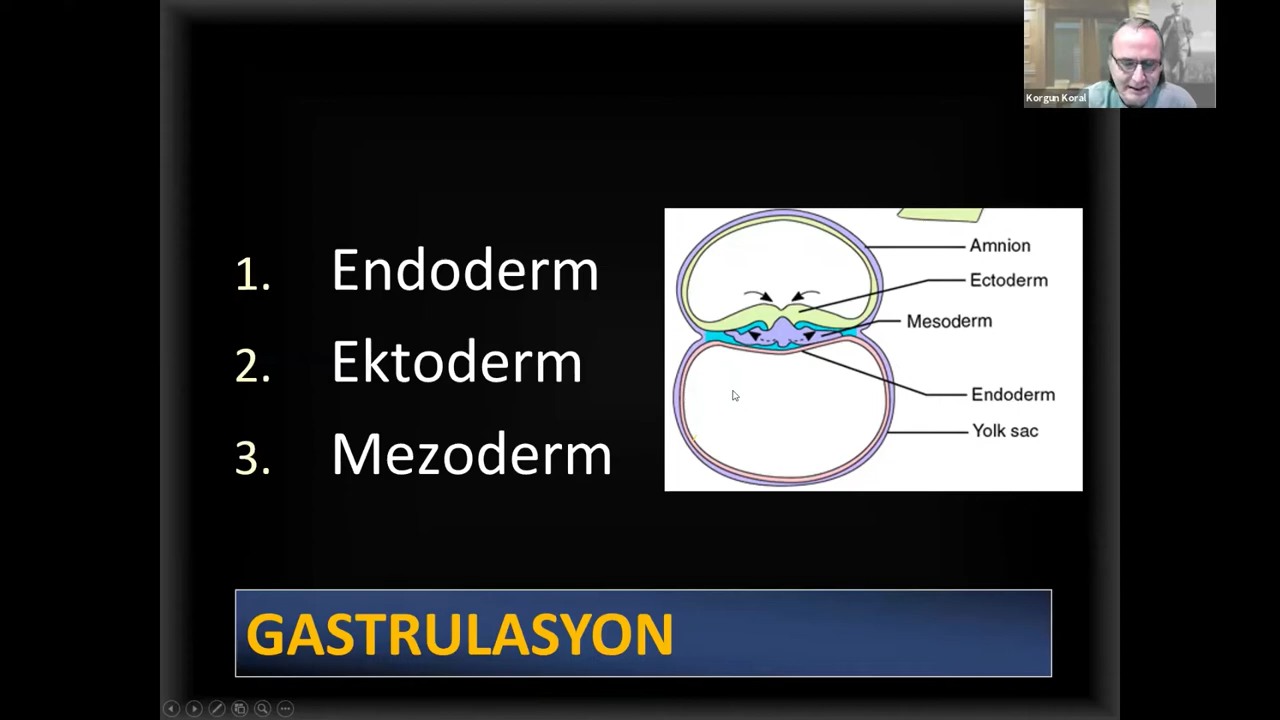 Korgun Koral
1. Endoderm
2. Ektoderm
3. Mezoderm
Amnion
Ectoderm
Mesoderm
Endoderm
Yolk sac
GASTRULASYON